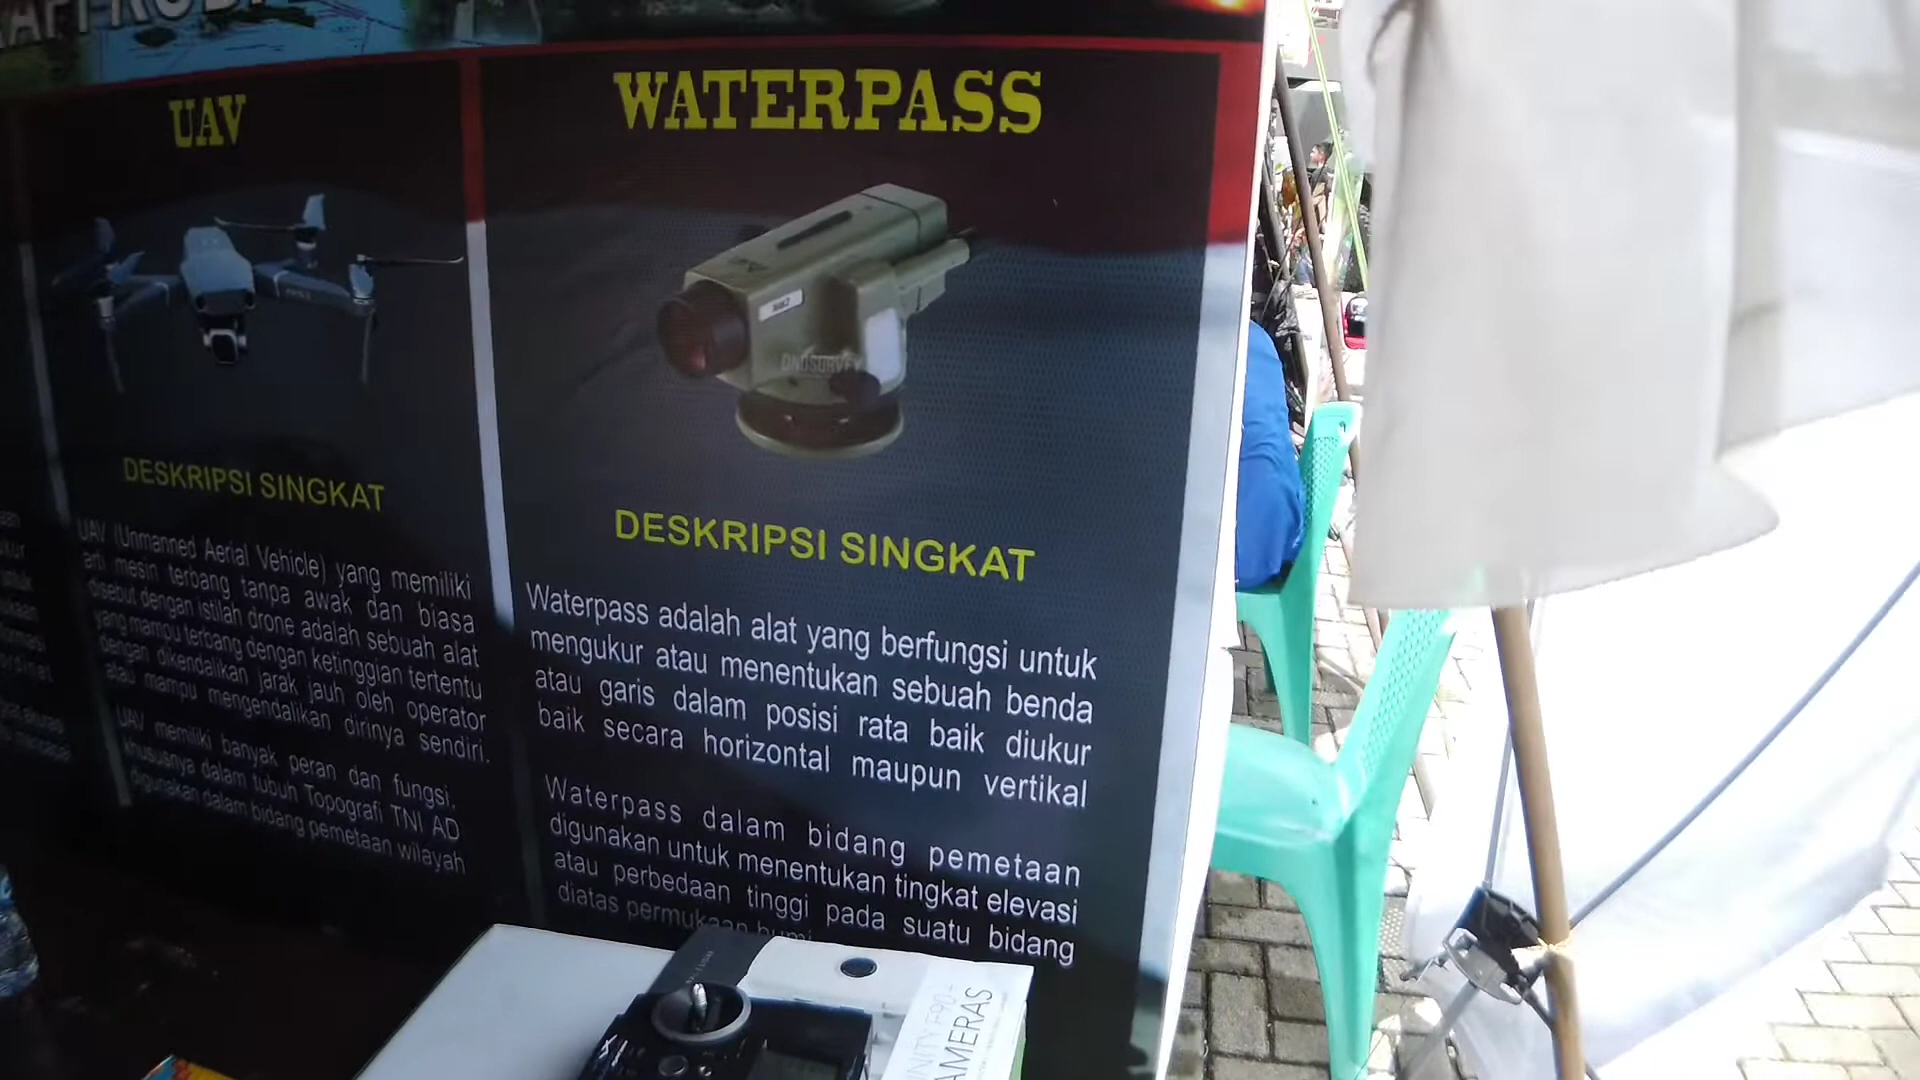 UAV
DESKRIPSI SINGKAT
UAV (Unmanned Aerial Vehicle) yang memiliki
arti mesin terbang tanpa awak dan biasa
disebut dengan istilah drone adalah sebuah alat
yang mampu terbang dengan ketinggian tertentu
dengan dikendalikan jarak jauh oleh operator
atau mampu mengendalikan dirinya sendiri.
UAV memiliki banyak peran dan fungsi,
khususnya dalam tubuh Topografi TNI AD
digunakan dalam bidang pemetaan wilayah
WATERPASS
NAK2
DNDSURVEY
DESKRIPSI SINGKAT
Waterpass adalah alat yang berfungsi untuk
mengukur atau menentukan sebuah benda
atau garis dalam posisi rata baik diukur
baik secara horizontal maupun vertikal
Waterpass dalam bidang pemetaan
digunakan untuk menentukan tingkat elevasi
atau perbedaan tinggi pada suatu bidang
diatas permukaan bumi